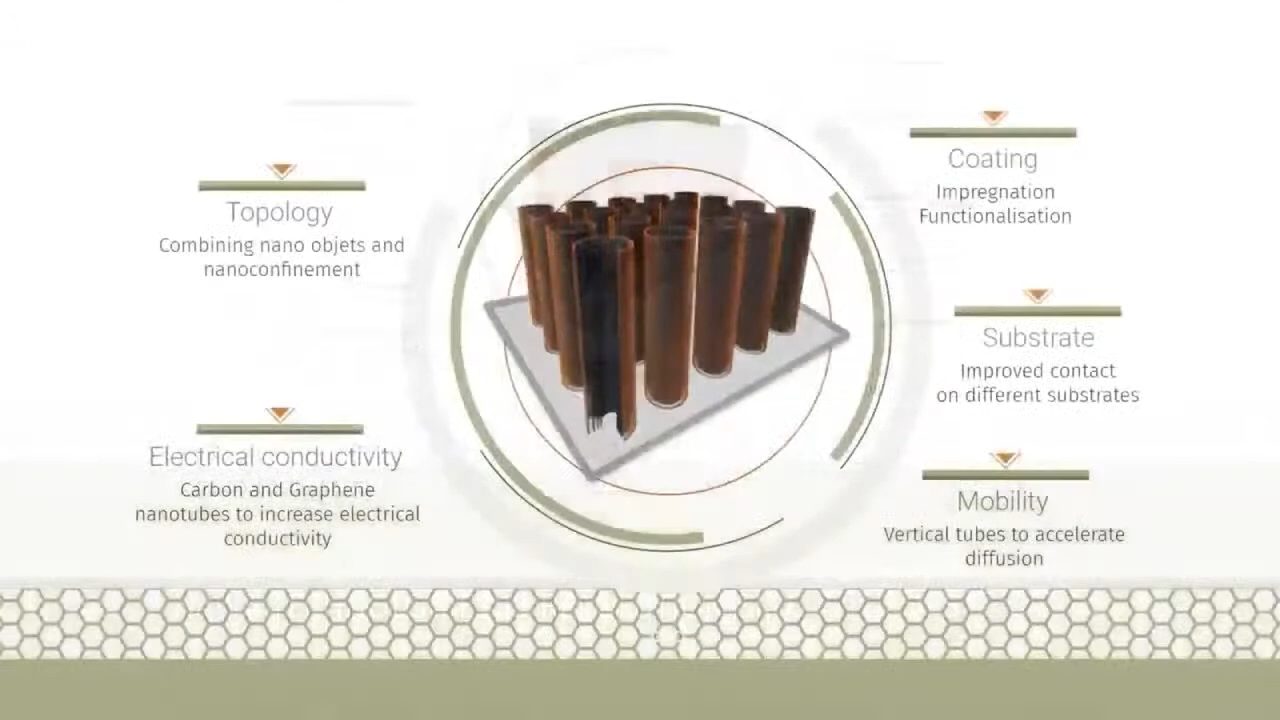 Topology
Combining nano objets and
nanoconfinement
Electrical conductivity
Carbon and Graphene
nanotubes to increase electrical
conductivity
Coating
Impregnation
Functionalisation
Substrate
Improved contact
on different substrates
Mobility
Vertical tubes to accelerate
diffusion